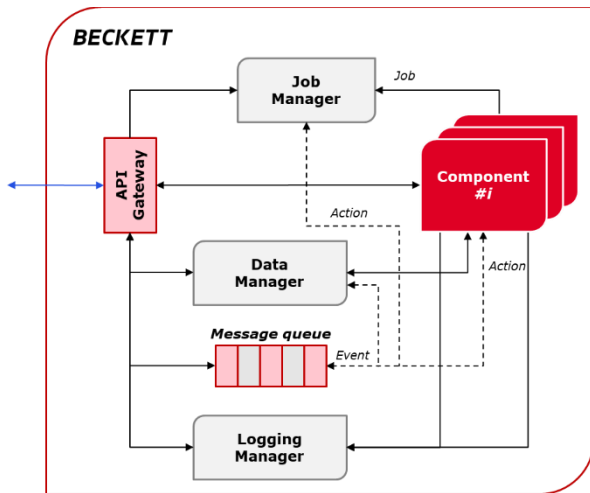 BECKETT
Job
Manager
Job
API
Gateway
Component
#i
Action
Action
Data
Manager
Message queue
Event
Logging
Manager